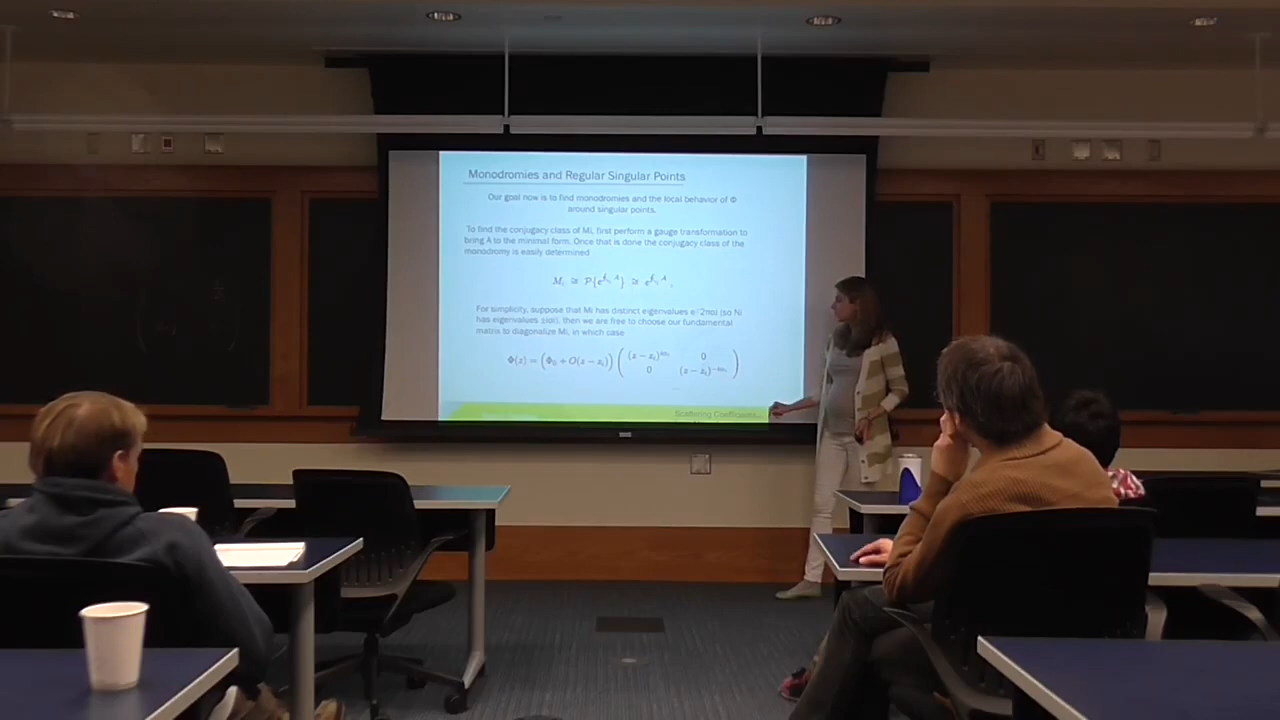 Monodromies and Regular Singular Points
Our goal now is to find monodromies and the local behavior of Φ
around singular points.
To find the conjugacy class of Mi, first perform a gauge transformation to
bring A to the minimal form. Once that is done the conjugacy class of the
monodromy is easily determined
For simplicity, suppose that Mi has distinct eigenvalues
has eigenvalues then we are free to choose our fundamental
matrix to diagonalize Mi, in which case
Scattering Coefficients